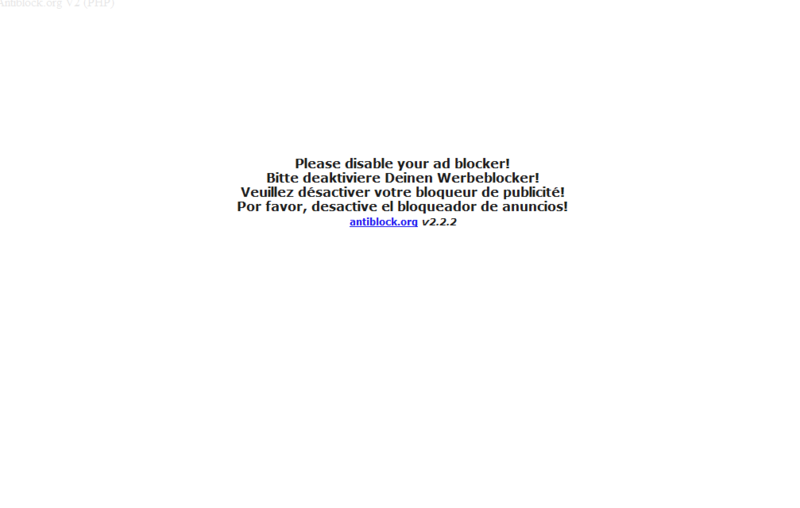 Antiblock.org V2 (PHP)
Please disable your ad blocker!
Bitte deaktiviere Deinen Werbeblocker!
Veuillez désactiver votre bloqueur de publicité!
Por favor, desactive el bloqueador de anuncios!
antiblock.org v2.2.2